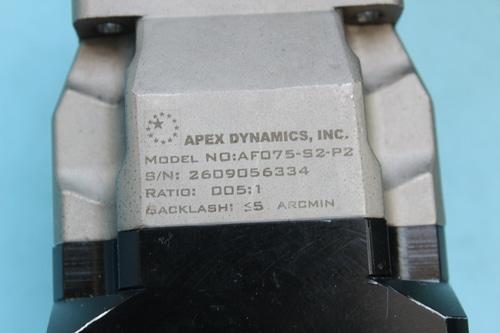 APEX DYNAMICS, INC.
MODEL NO:AF075-S2-P2
S/N: 2609056334
RATIO: 005:1
BACKLASH: ≤5 ARCMIN